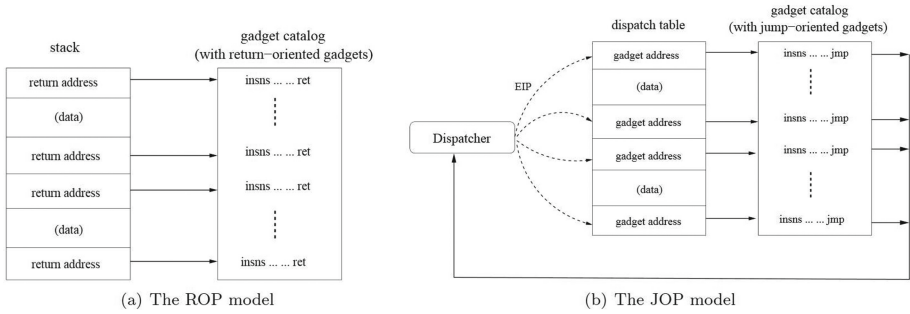 stack
gadget catalog
(with return-oriented gadgets)
return address
(data)
return address
return address
(data)
return address
insns ... ... ret
insns ... ... ret
insns ... ... ret
insns ... ... ret
(a) The ROP model
dispatch table
gadget catalog
(with jump-oriented gadgets)
EIP
Dispatcher
gadget address
(data)
gadget address
gadget address
(data)
gadget address
insns ... ... jmp
insns ... ... jmp
insns ... ... jmp
insns ... ... jmp
(b) The JOP model